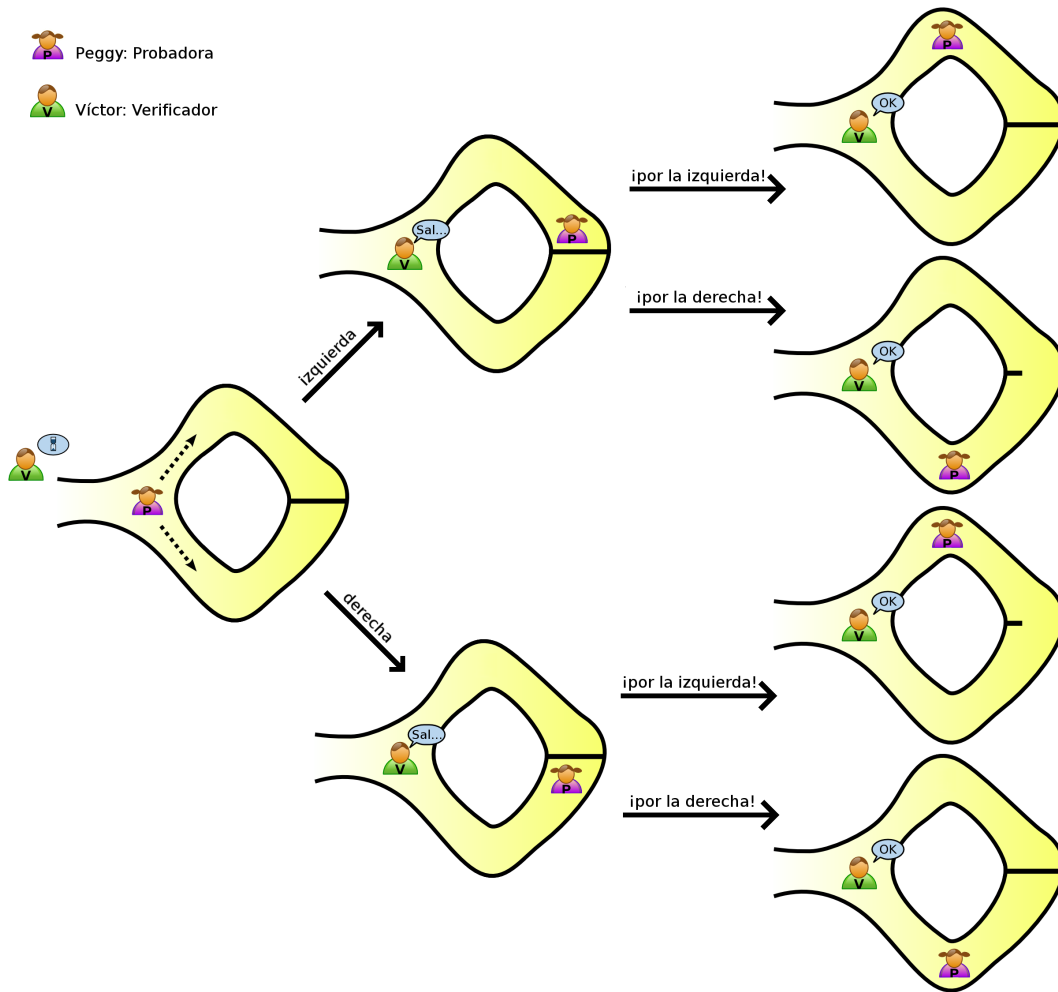 P
Peggy: Probadora
V
Víctor: Verificador
P
OK
V
¡por la izquierda!
Sal...
P
V
¡por la derecha!
OK
V
izquierda
P
V
P
P
OK
V
derecha
¡por la izquierda!
Sal...
V
P
¡por la derecha!
OK
V
P